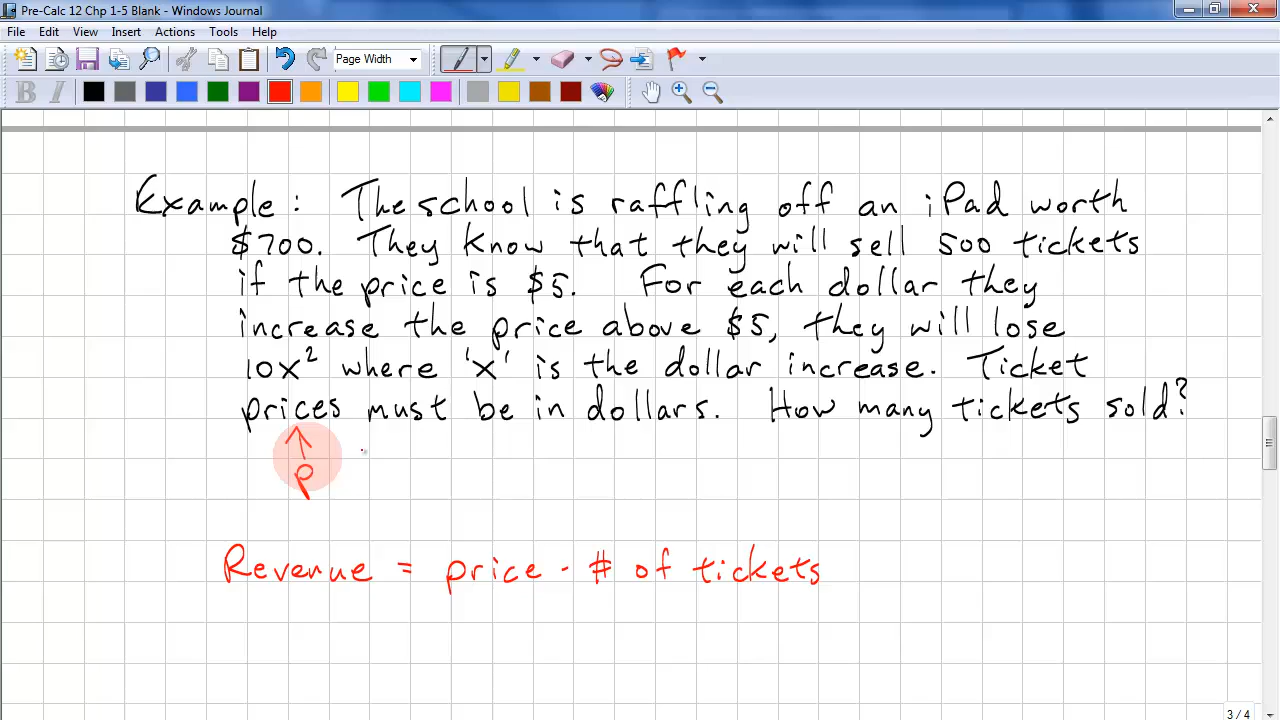 Pre-Calc 12 Chp 1-5 Blank - Windows Journal
File Edit View Insert Actions Tools Help
Page Width
B I
Example: The school is raffling off an iPad worth
$700. They know that they will sell 500 tickets
if the price is $5. For each dollar they
increase the price above $5, they will lose
10x² where 'x' is the dollar increase. Ticket
prices must be in dollars. How many tickets sold?
p
Revenue = price · # of tickets
3 / 4